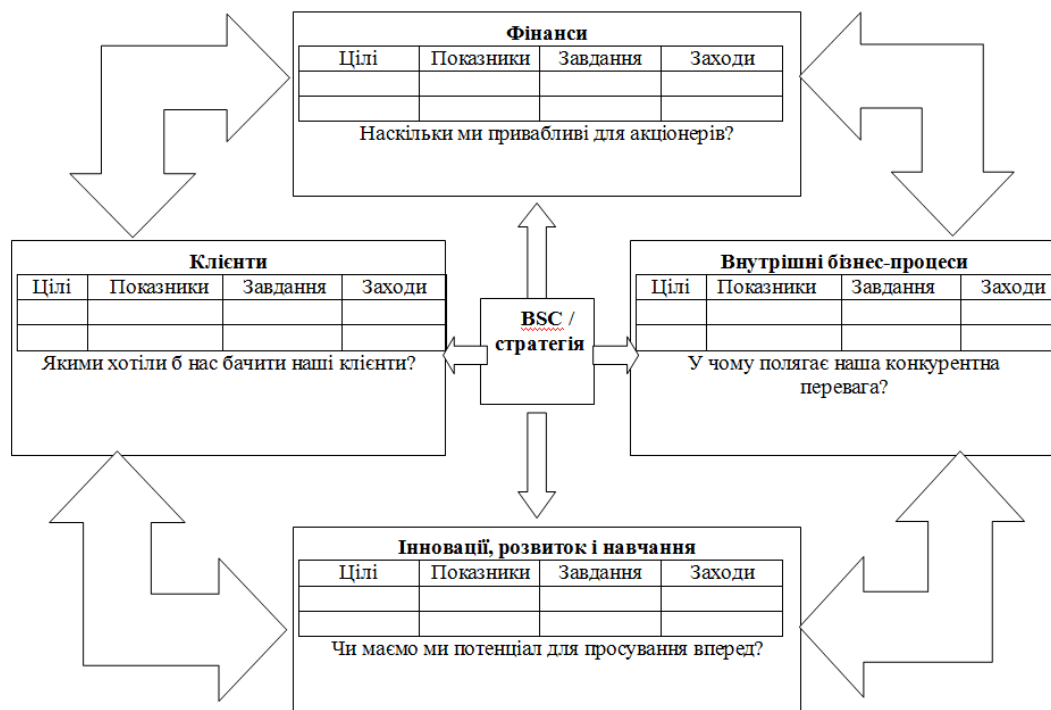 Фінанси
Цілі Показники Завдання Заходи
Наскільки ми привабливі для акціонерів?
Клієнти
Цілі Показники Завдання Заходи
Якими хотіли б нас бачити наші клієнти?
BSC /
стратегія
Внутрішні бізнес-процеси
Цілі Показники Завдання Заходи
У чому полягає наша конкурентна
перевага?
Інновації, розвиток і навчання
Цілі Показники Завдання Заходи
Чи маємо ми потенціал для просування вперед?